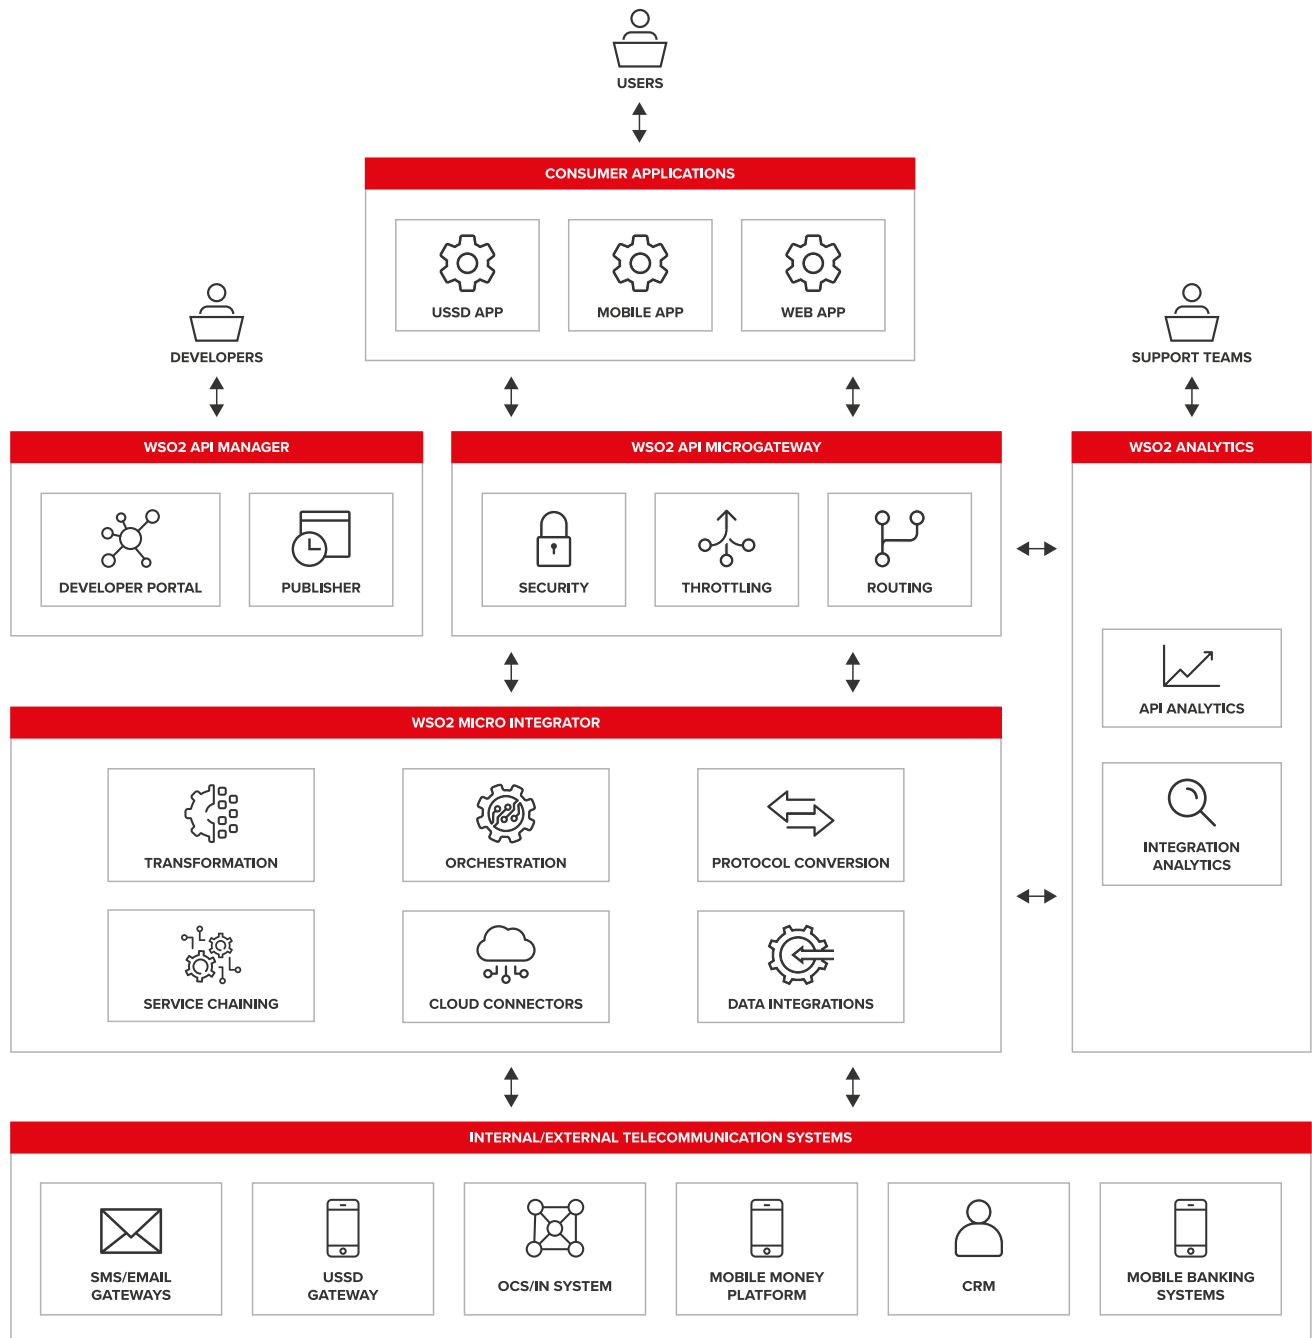 USERS
CONSUMER APPLICATIONS
USSD APP
MOBILE APP
WEB APP
DEVELOPERS
SUPPORT TEAMS
WSO2 API MANAGER
WSO2 API MICROGATEWAY
WSO2 ANALYTICS
DEVELOPER PORTAL
PUBLISHER
SECURITY
THROTTLING
ROUTING
API ANALYTICS
INTEGRATION
ANALYTICS
WSO2 MICRO INTEGRATOR
TRANSFORMATION
ORCHESTRATION
PROTOCOL CONVERSION
SERVICE CHAINING
CLOUD CONNECTORS
DATA INTEGRATIONS
INTERNAL/EXTERNAL TELECOMMUNICATION SYSTEMS
SMS/EMAIL
GATEWAYS
USSD
GATEWAY
OCS/IN SYSTEM
MOBILE MONEY
PLATFORM
CRM
MOBILE BANKING
SYSTEMS